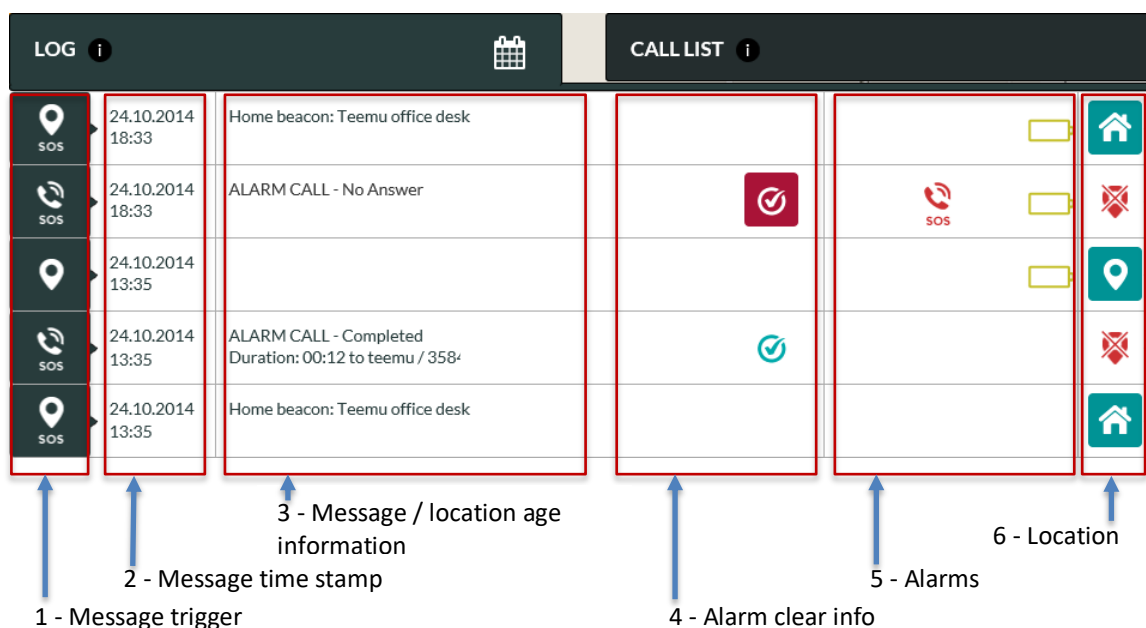 LOG i
CALL LIST i
SOS
24.10.2014
18:33
Home beacon: Teemu office desk
SOS
24.10.2014
18:33
ALARM CALL - No Answer
SOS
24.10.2014
13:35
SOS
24.10.2014
13:35
ALARM CALL - Completed
Duration: 00:12 to teemu / 3584
SOS
24.10.2014
13:35
Home beacon: Teemu office desk
3 - Message / location age
information
6 - Location
2 - Message time stamp
5 - Alarms
1 - Message trigger
4 - Alarm clear info